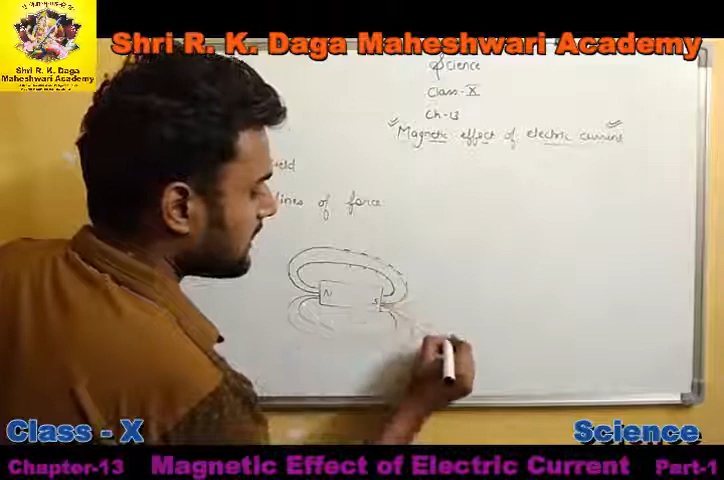 Shri R. K. Daga
Maheshwari Academy
Shri R. K. Daga Maheshwari Academy
Science
Class-X
Ch-13
Magnetic effect of electric current
lines of force
N
S
Class - X
Science
Chapter-13 Magnetic Effect of Electric Current Part-1